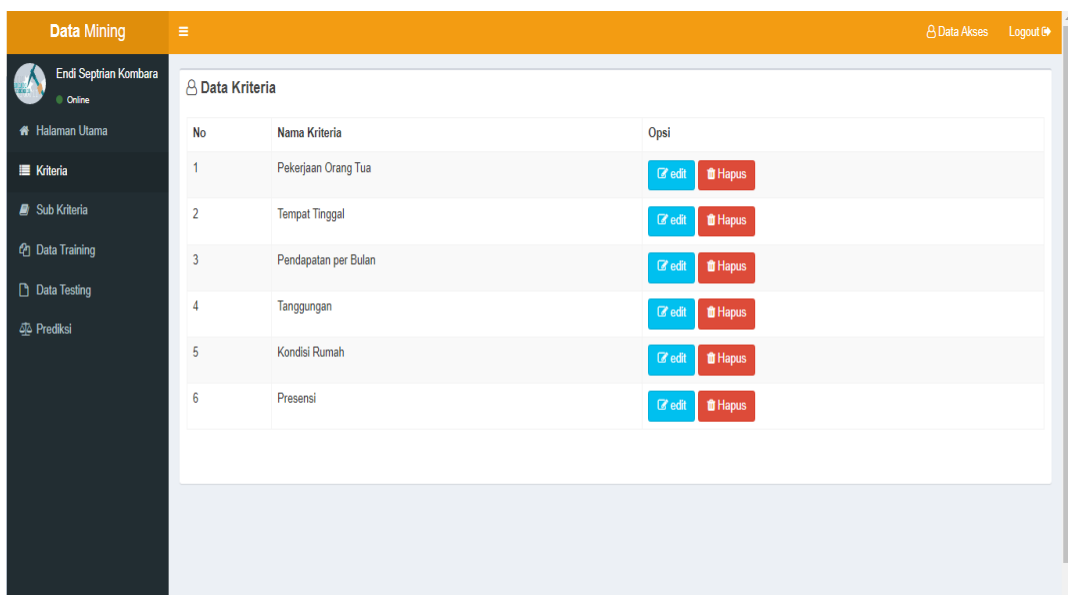 Data Mining
Data Akses
Logout
Endi Septrian Kombara
Online
Halaman Utama
Kriteria
Sub Kriteria
Data Training
Data Testing
Prediksi
Data Kriteria
No Nama Kriteria Opsi
1 Pekerjaan Orang Tua edit Hapus
2 Tempat Tinggal edit Hapus
3 Pendapatan per Bulan edit Hapus
4 Tanggungan edit Hapus
5 Kondisi Rumah edit Hapus
6 Presensi edit Hapus